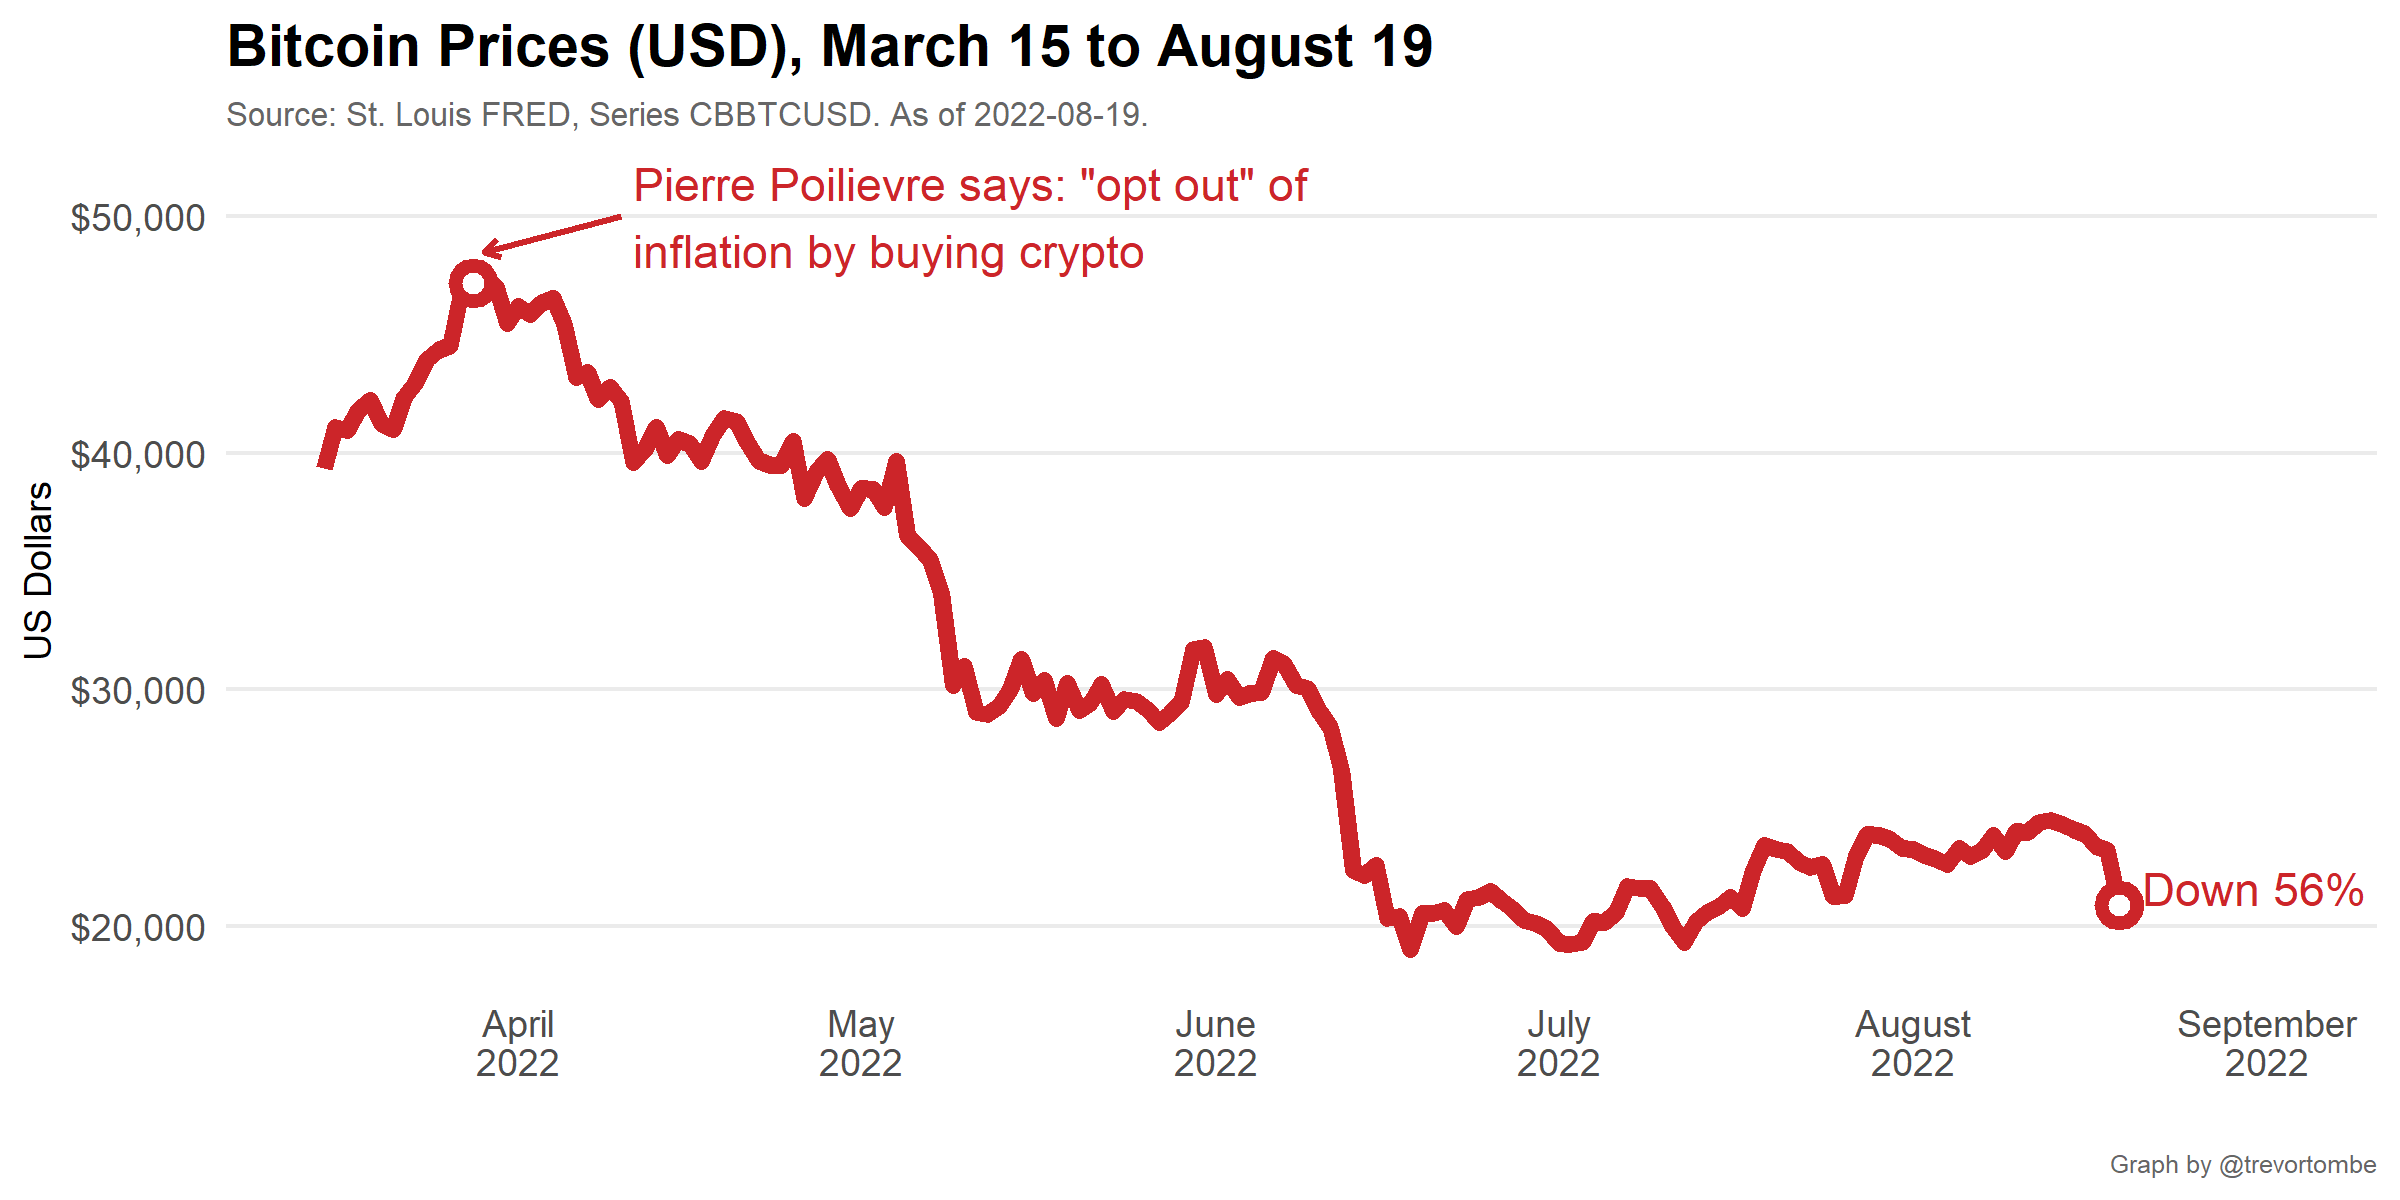 Bitcoin Prices (USD), March 15 to August 19
Source: St. Louis FRED, Series CBBTCUSD. As of 2022-08-19.
Pierre Poilievre says: "opt out" of
inflation by buying crypto
$50,000
$40,000
$30,000
$20,000
US Dollars
Down 56%
April
2022
May
2022
June
2022
July
2022
August
2022
September
2022
Graph by @trevortombe